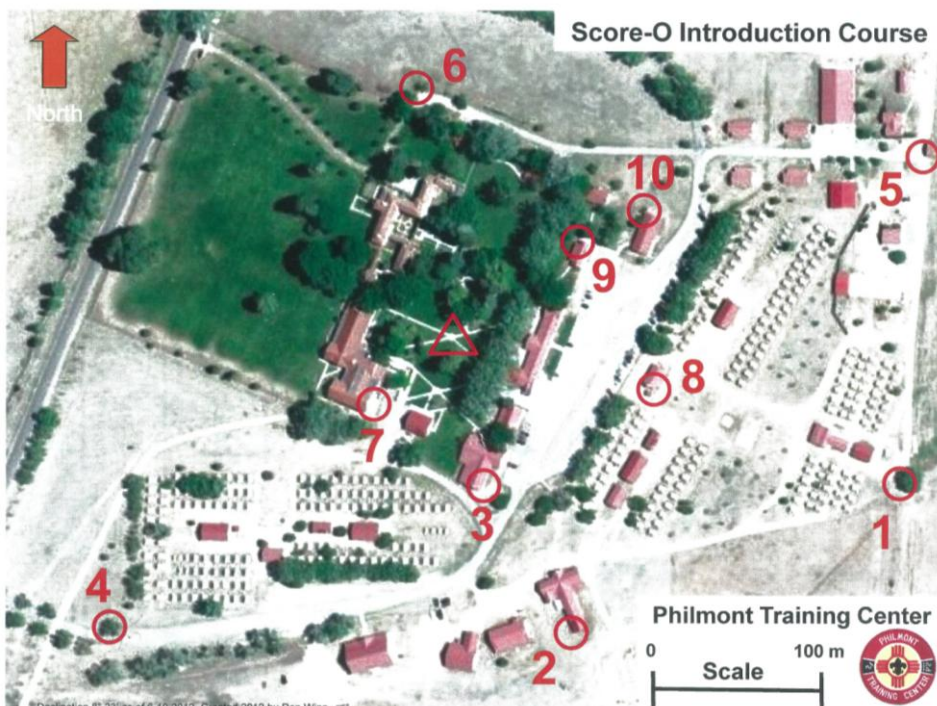 Score-O Introduction Course
North
6
10
5
9
8
7
3
1
4
2
Philmont Training Center
0 100 m
Scale
PHILMONT
TRAINING CENTER